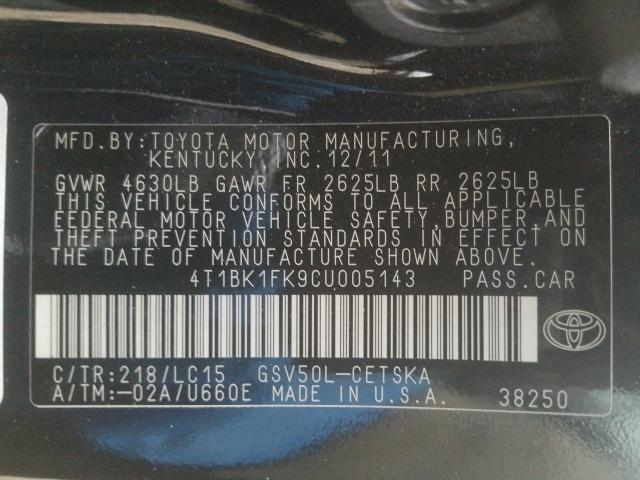 MFD. BY: TOYOTA MOTOR MANUFACTURING,
KENTUCKY, INC. 12/11
GVWR 4630LB GAWR FR 2625LB RR 2625LB
THIS VEHICLE CONFORMS TO ALL APPLICABLE
FEDERAL MOTOR VEHICLE SAFETY, BUMPER, AND
THEFT PREVENTION STANDARDS IN EFFECT ON
THE DATE OF MANUFACTURE SHOWN ABOVE.
4T1BK1FK9CU005143 PASS. CAR
C/TR: 218/LC15 GSV50L-CETSKA
A/TM: -02A/U660E MADE IN U.S.A. 38250